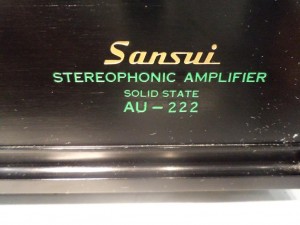 Sansui
STEREOPHONIC AMPLIFIER
SOLID STATE
AU-222